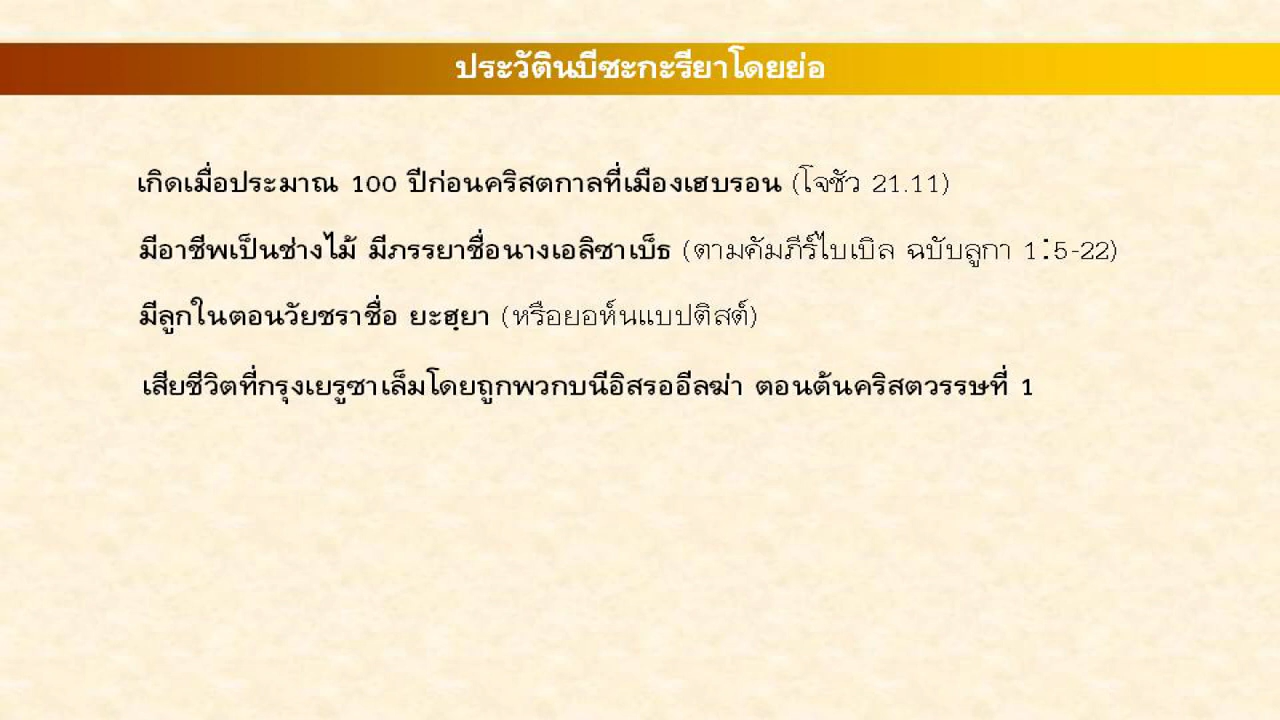 ประวัตินบีซะกะรียาโดยย่อ
เกิดเมื่อประมาณ 100 ปีก่อนคริสตกาลที่เมืองเฮบรอน (โจชัว 21.11)
มีอาชีพเป็นช่างไม้ มีภรรยาชื่อนางเอลิซาเบ็ธ (ตามคัมภีร์ไบเบิล ฉบับลูกา 1:5-22)
มีลูกในตอนวัยชราชื่อ ยะฮฺยา (หรือยอห์นแบปติสต์)
เสียชีวิตที่กรุงเยรูซาเล็มโดยถูกพวกบนีอิสรออีลฆ่า ตอนต้นคริสตวรรษที่ 1